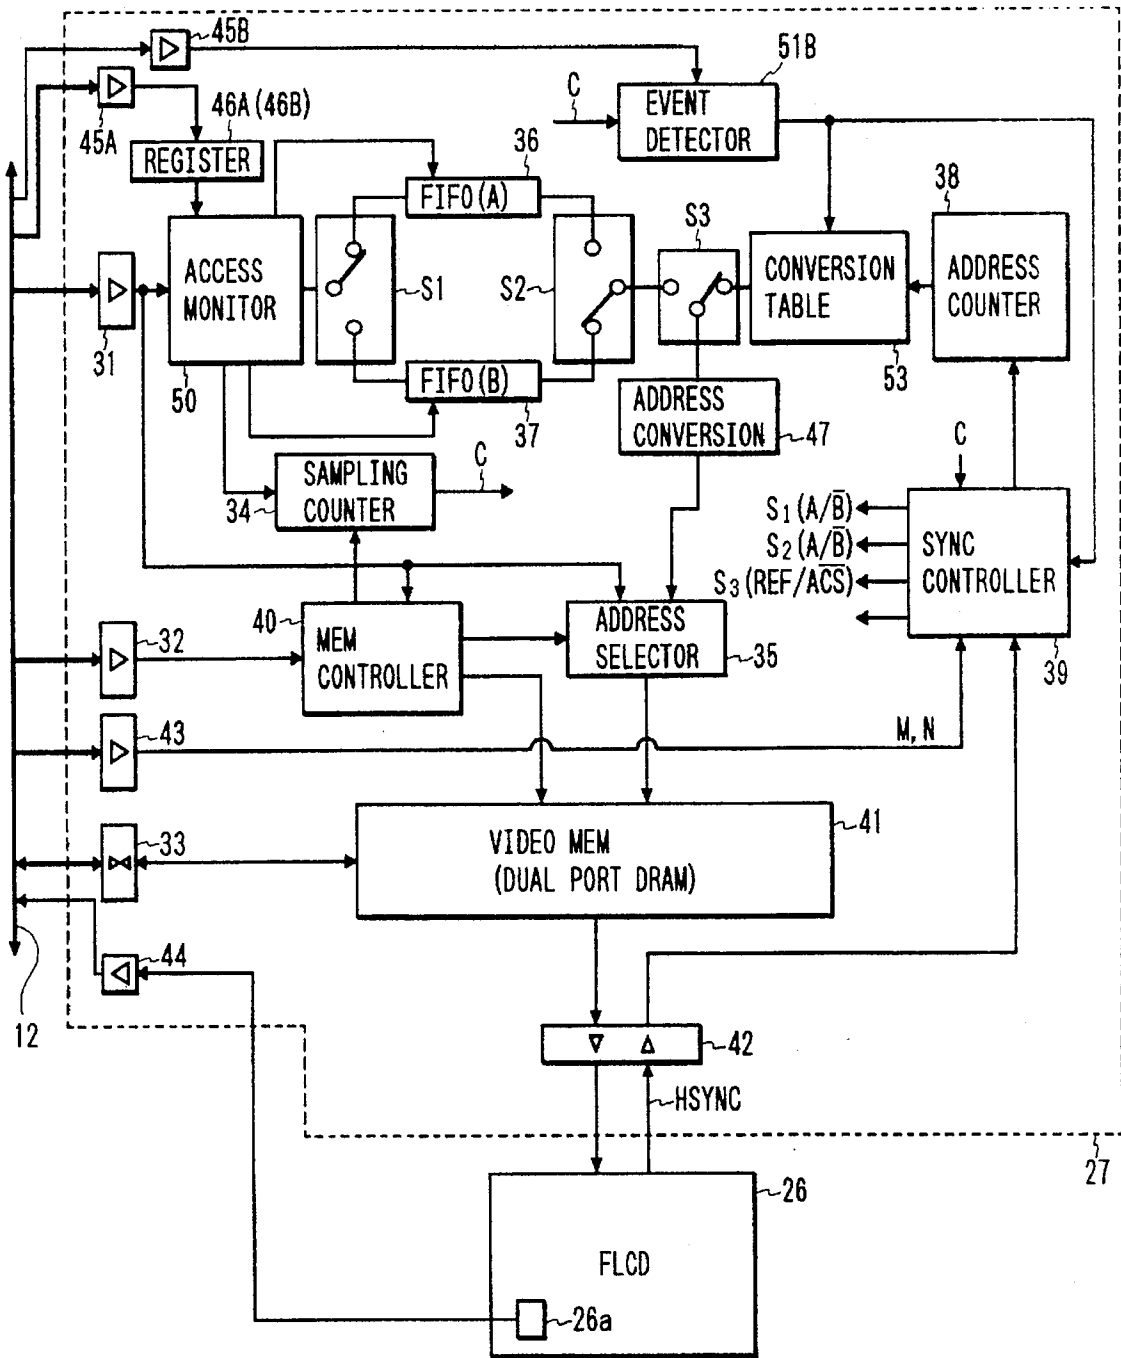 45B
45A
46A(46B)
REGISTER
C
51B
EVENT
DETECTOR
36
FIFO(A)
38
ACCESS
MONITOR
31
50
S1
S2
S3
CONVERSION
TABLE
53
ADDRESS
COUNTER
FIFO(B)
37
ADDRESS
CONVERSION
47
SAMPLING
COUNTER
34
C
C
S1(A/B̅)
S2(A/B̅)
S3(REF/A̅C̅S̅)
SYNC
CONTROLLER
39
32
40
MEM
CONTROLLER
ADDRESS
SELECTOR
35
43
M, N
33
VIDEO MEM
(DUAL PORT DRAM)
41
44
12
42
HSYNC
27
26
FLCD
26a